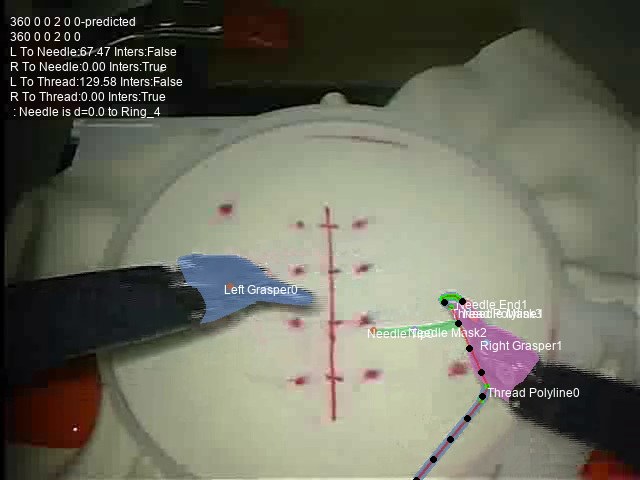 360 0 0 2 0 0-predicted
360 0 0 2 0 0
L To Needle:67.47 Inters:False
R To Needle:0.00 Inters:True
L To Thread:129.58 Inters:False
R To Thread:0.00 Inters:True
: Needle is d=0.0 to Ring_4
Left Grasper0
Needle End1
Needle Mask2
Right Grasper1
Thread Polyline0